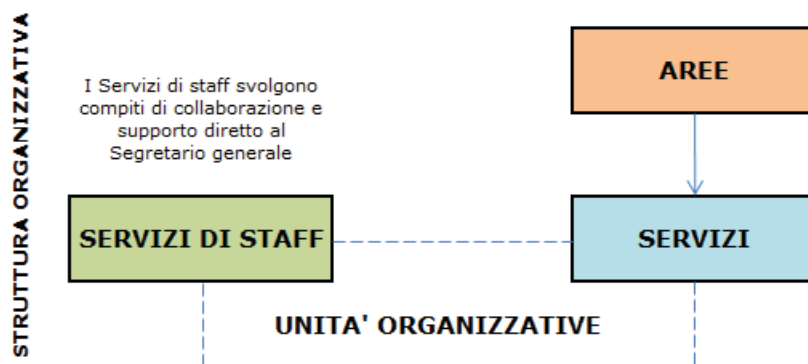 STRUTTURA ORGANIZZATIVA
I Servizi di staff svolgono
compiti di collaborazione e
supporto diretto al
Segretario generale
AREE
SERVIZI DI STAFF
SERVIZI
UNITA' ORGANIZZATIVE